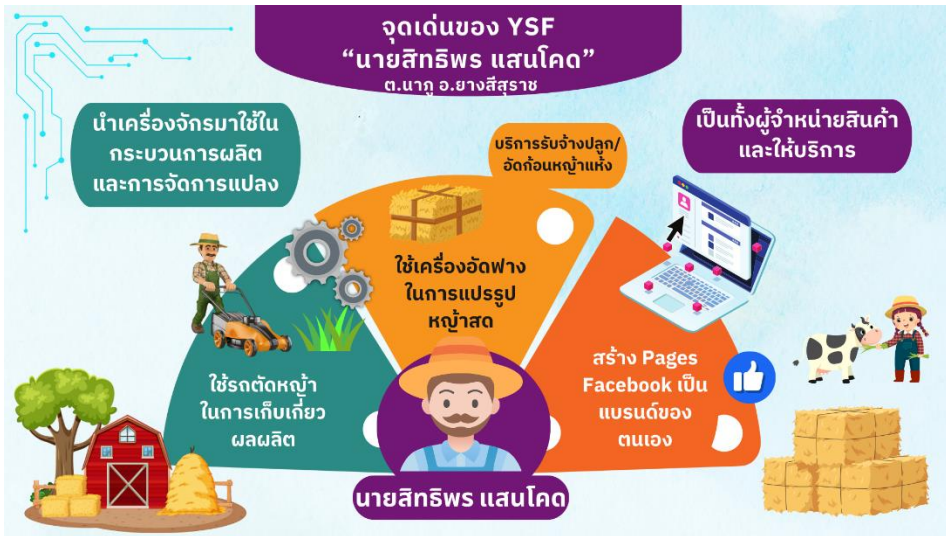 จุดเด่นของ YSF
“นายสิทธิพร แสนโคด”
ต.นาภู อ.ยางสีสุราช
นำเครื่องจักรมาใช้ใน
กระบวนการผลิต
และการจัดการแปลง
บริการรับจ้างปลูก/
อัดก้อนหญ้าแห้ง
เป็นทั้งผู้จำหน่ายสินค้า
และให้บริการ
ใช้เครื่องอัดฟาง
ในการแปรรูป
หญ้าสด
ใช้รถตัดหญ้า
ในการเก็บเกี่ยว
ผลผลิต
สร้าง Pages
Facebook เป็น
แบรนด์ของ
ตนเอง
นายสิทธิพร แสนโคด